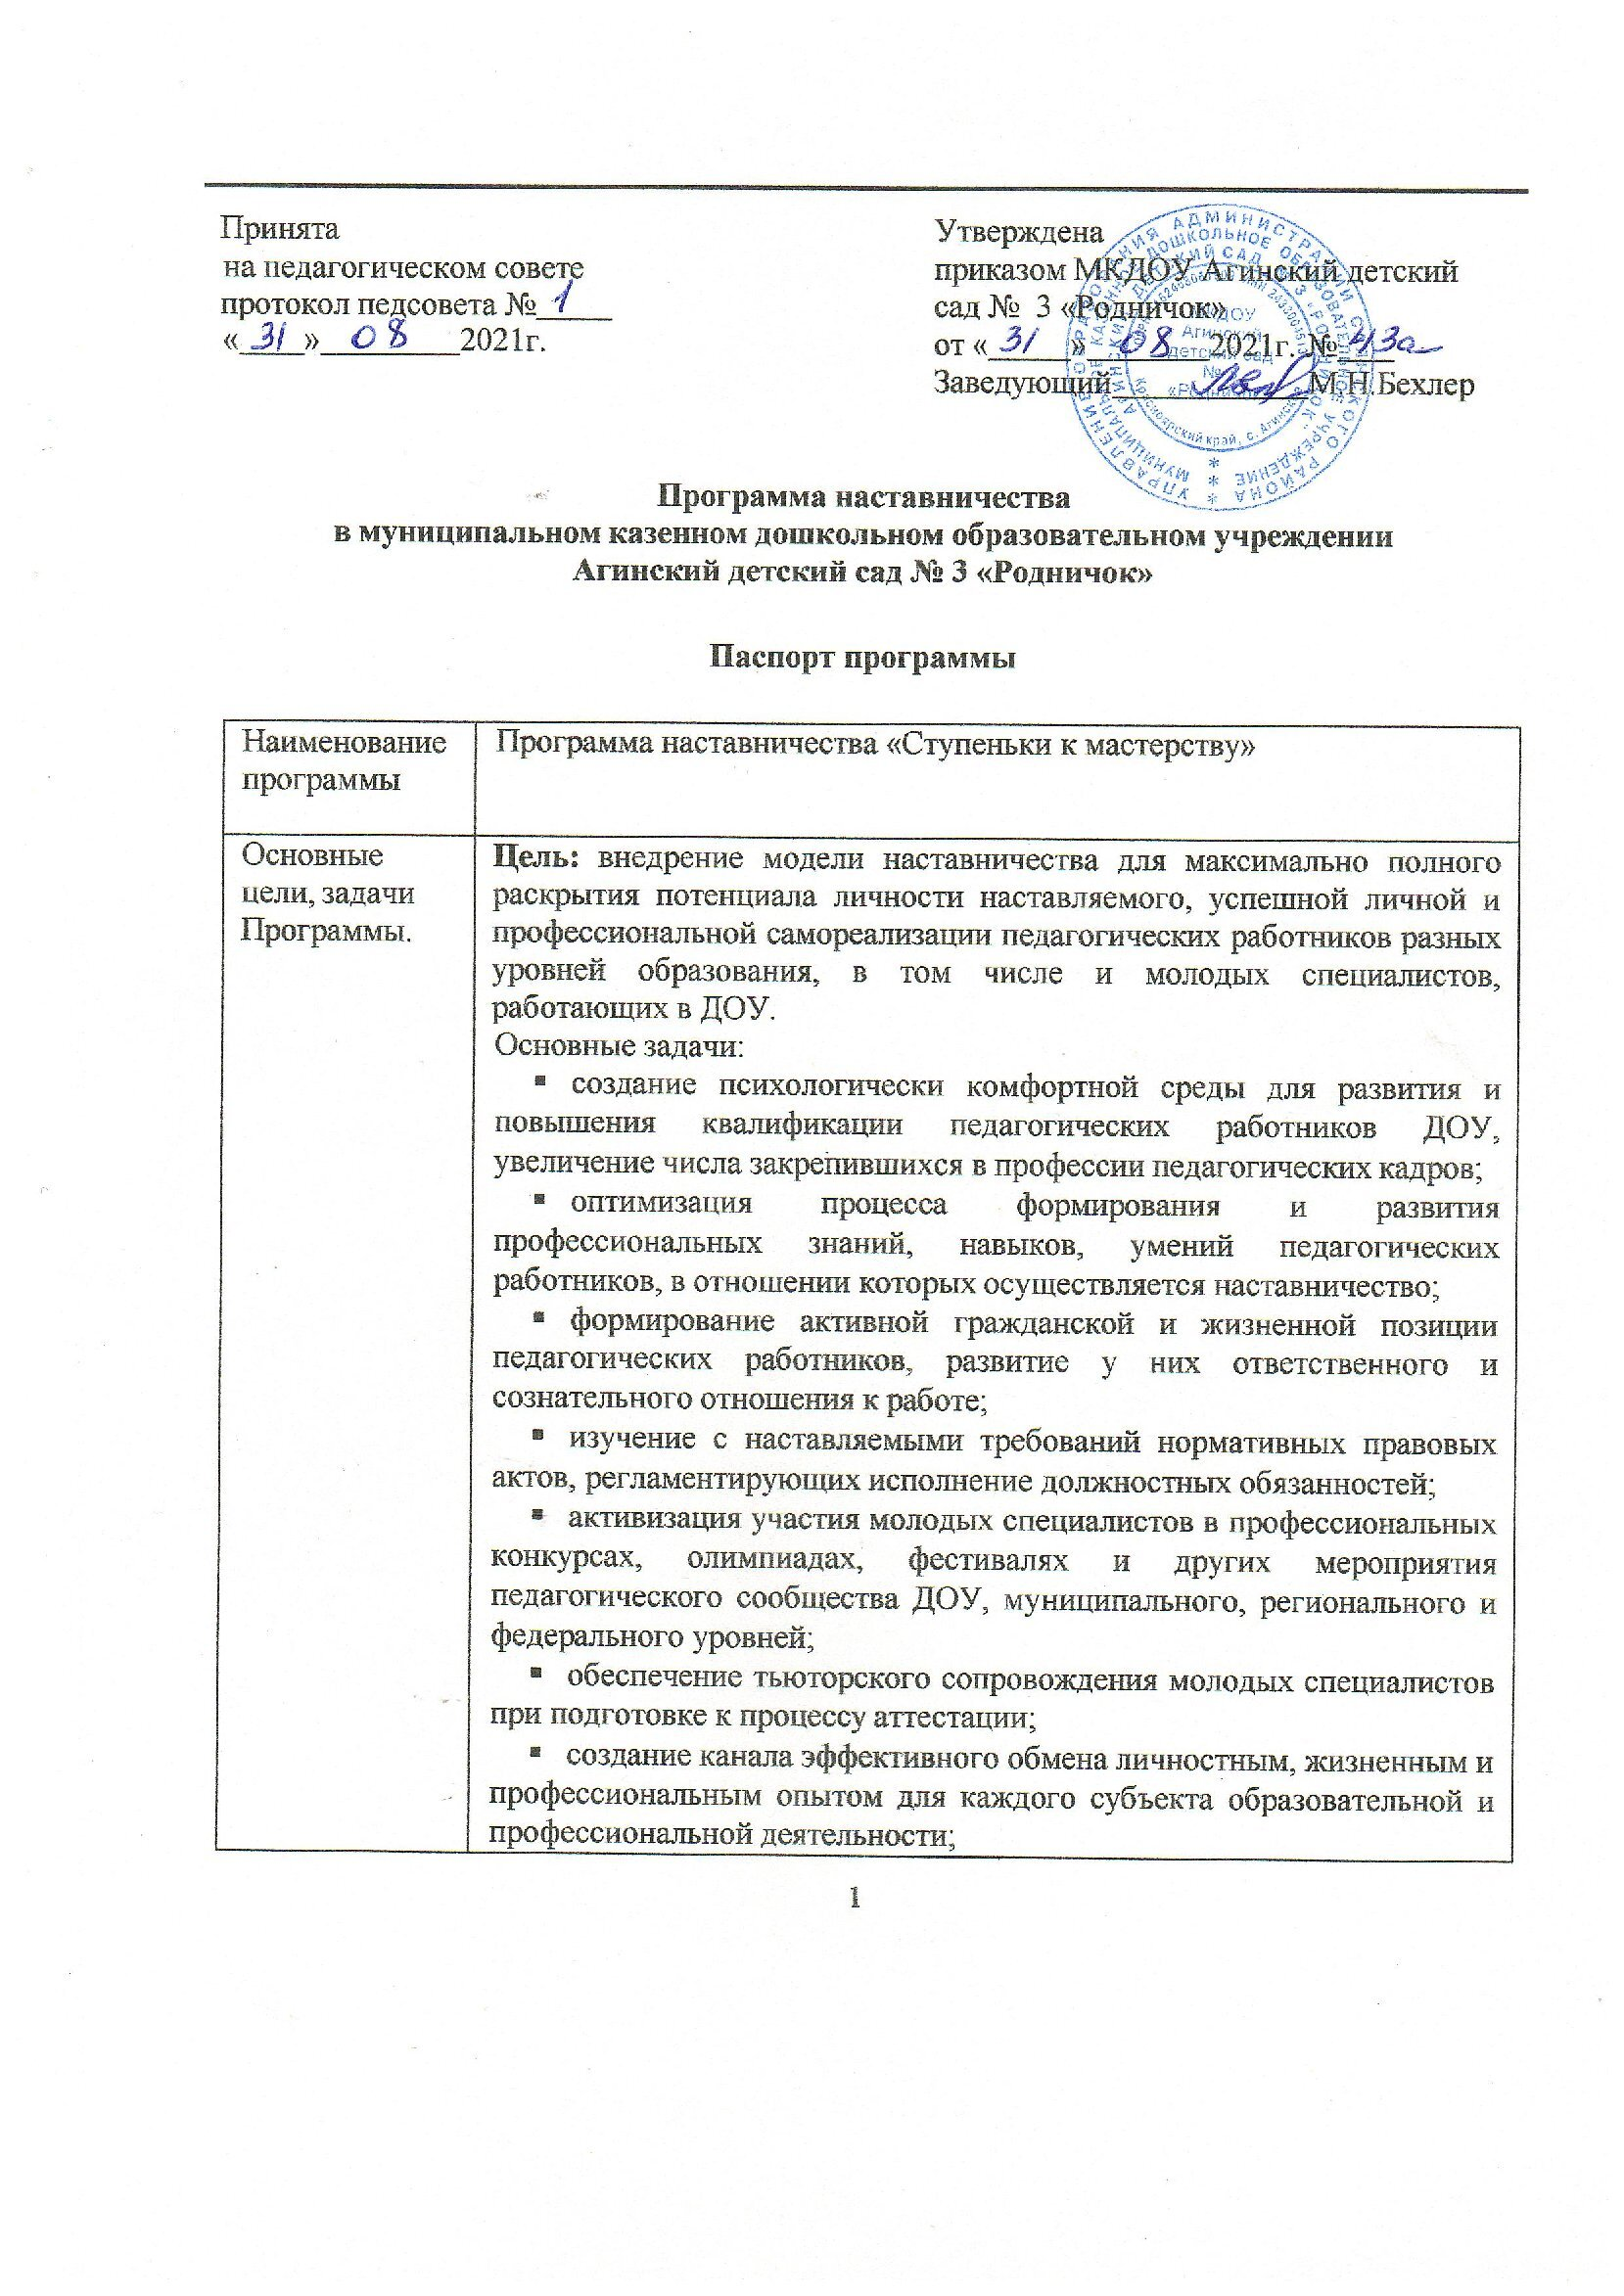 Принята
на педагогическом совете
протокол педсовета № 1
« 31 » 08 2021г.
Утверждена
приказом МКДОУ Агинский детский
сад № 3 «Родничок»
от « 31 » 08 2021г. № 43а
Заведующий М.Н.Бехлер
Программа наставничества
в муниципальном казенном дошкольном образовательном учреждении
Агинский детский сад № 3 «Родничок»
Паспорт программы
Наименование
программы
Программа наставничества «Ступеньки к мастерству»
Основные
цели, задачи
Программы.
Цель: внедрение модели наставничества для максимально полного
раскрытия потенциала личности наставляемого, успешной личной и
профессиональной самореализации педагогических работников разных
уровней образования, в том числе и молодых специалистов,
работающих в ДОУ.
Основные задачи:
▪ создание психологически комфортной среды для развития и
повышения квалификации педагогических работников ДОУ,
увеличение числа закрепившихся в профессии педагогических кадров;
▪ оптимизация процесса формирования и развития
профессиональных знаний, навыков, умений педагогических
работников, в отношении которых осуществляется наставничество;
▪ формирование активной гражданской и жизненной позиции
педагогических работников, развитие у них ответственного и
сознательного отношения к работе;
▪ изучение с наставляемыми требований нормативных правовых
актов, регламентирующих исполнение должностных обязанностей;
▪ активизация участия молодых специалистов в профессиональных
конкурсах, олимпиадах, фестивалях и других мероприятия
педагогического сообщества ДОУ, муниципального, регионального и
федерального уровней;
▪ обеспечение тьюторского сопровождения молодых специалистов
при подготовке к процессу аттестации;
▪ создание канала эффективного обмена личностным, жизненным и
профессиональным опытом для каждого субъекта образовательной и
профессиональной деятельности;
1